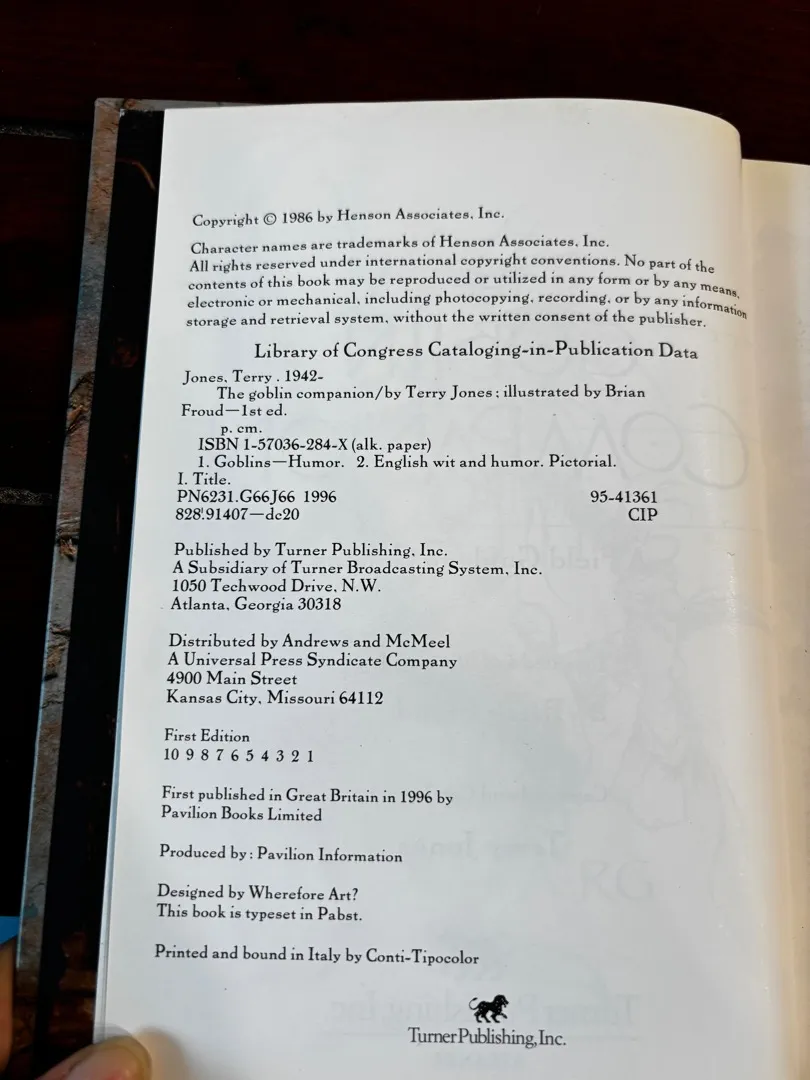 Copyright © 1986 by Henson Associates, Inc.
Character names are trademarks of Henson Associates, Inc.
All rights reserved under international copyright conventions. No part of the
contents of this book may be reproduced or utilized in any form or by any means,
electronic or mechanical, including photocopying, recording, or by any information
storage and retrieval system, without the written consent of the publisher.
Library of Congress Cataloging-in-Publication Data
Jones, Terry . 1942-
The goblin companion/by Terry Jones ; illustrated by Brian
Froud—1st ed.
p. cm.
ISBN 1-57036-284-X (alk. paper)
1. Goblins—Humor. 2. English wit and humor. Pictorial.
I. Title.
PN6231.G66J66 1996 95-41361
828'.91407—dc20 CIP
Published by Turner Publishing, Inc.
A Subsidiary of Turner Broadcasting System, Inc.
1050 Techwood Drive, N.W.
Atlanta, Georgia 30318
Distributed by Andrews and McMeel
A Universal Press Syndicate Company
4900 Main Street
Kansas City, Missouri 64112
First Edition
10 9 8 7 6 5 4 3 2 1
First published in Great Britain in 1996 by
Pavilion Books Limited
Produced by : Pavilion Information
Designed by Wherefore Art?
This book is typeset in Pabst.
Printed and bound in Italy by Conti-Tipocolor
Turner Publishing, Inc.